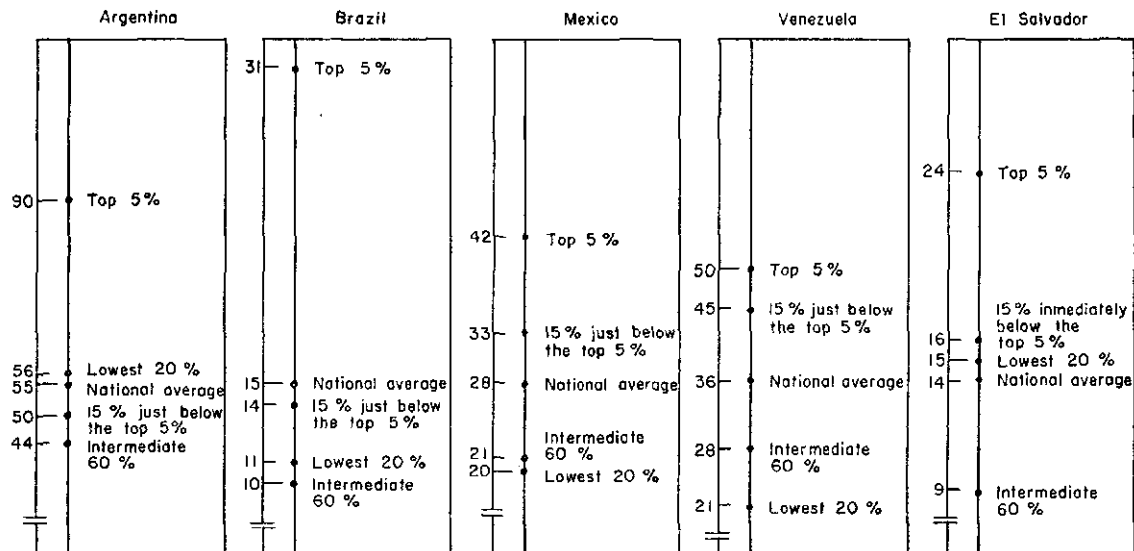 Argentina
90 Top 5%
56 Lowest 20 %
55 National average
50 15 % just below
the top 5%
44 Intermediate
60 %
Brazil
31 Top 5%
15 National average
14 15 % just below
the top 5%
11 Lowest 20 %
10 Intermediate
60 %
Mexico
42 Top 5 %
33 15% just below
the top 5%
28 National average
Intermediate
21 60 %
20 Lowest 20 %
Venezuela
50 Top 5%
45 15% just below
the top 5%
36 National average
28 Intermediate
60 %
21 Lowest 20%
El Salvador
24 Top 5 %
15% inmediately
below the
16 top 5%
15 Lowest 20 %
14 National average
9 Intermediate
60 %